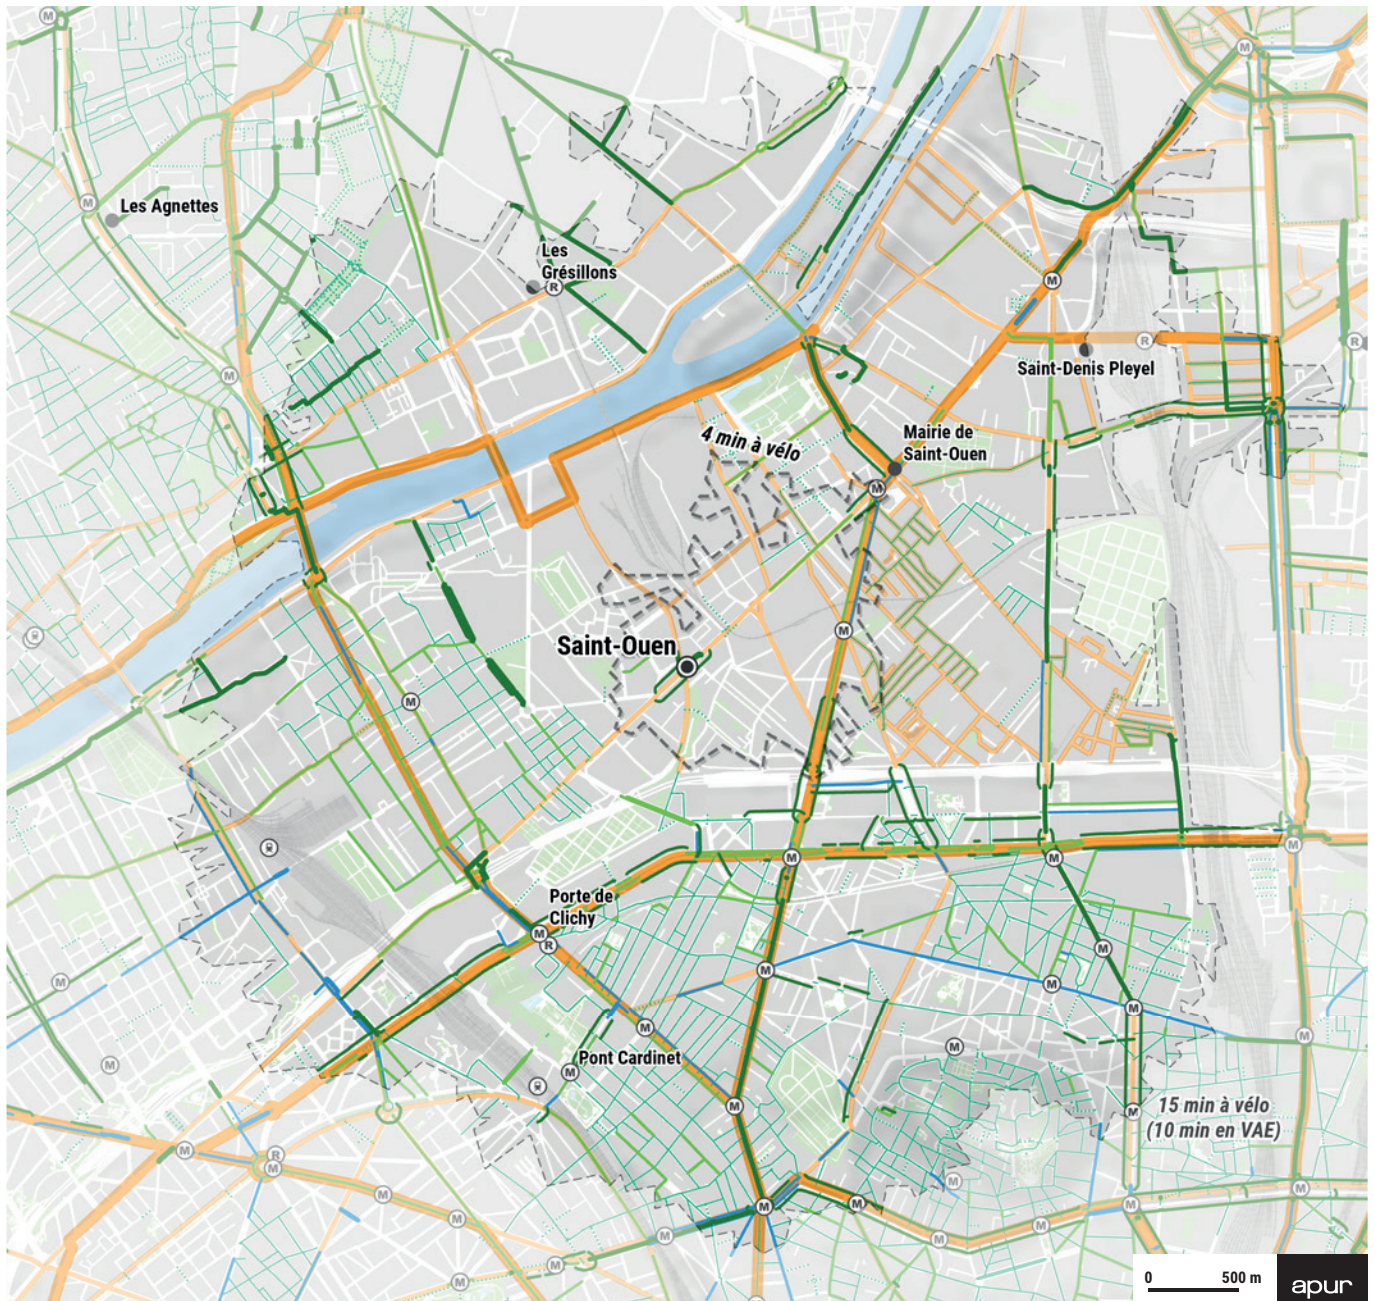 M
M
Les Agnettes
M
Les
Grésillons
R
M
M
R
R
Saint-Denis Pleyel
4 min à vélo
Mairie de
Saint-Ouen
M
M
Saint-Ouen
M
M
M
M
Porte de
Clichy
M
R
M
M
M
M
M
M
M
M
M
M
Pont Cardinet
M
M
M
15 min à vélo
(10 min en VAE)
M
R
M
M
M
M
M
M
M
M
M
M
M
M
M
M
0 500 m
apur